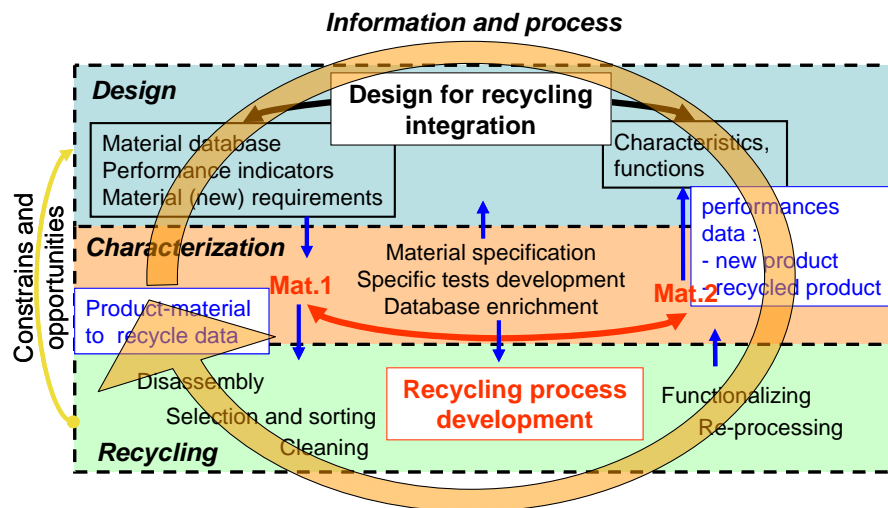 Information and process
Design
Design for recycling
integration
Material database
Performance indicators
Material (new) requirements
Characteristics,
functions
Constrains and
opportunities
Characterization
Mat.1
Material specification
Specific tests development
Database enrichment
Mat.2
performances
data :
- new product
- recycled product
Product-material
to recycle data
Disassembly
Selection and sorting
Cleaning
Recycling
Recycling process
development
Functionalizing
Re-processing